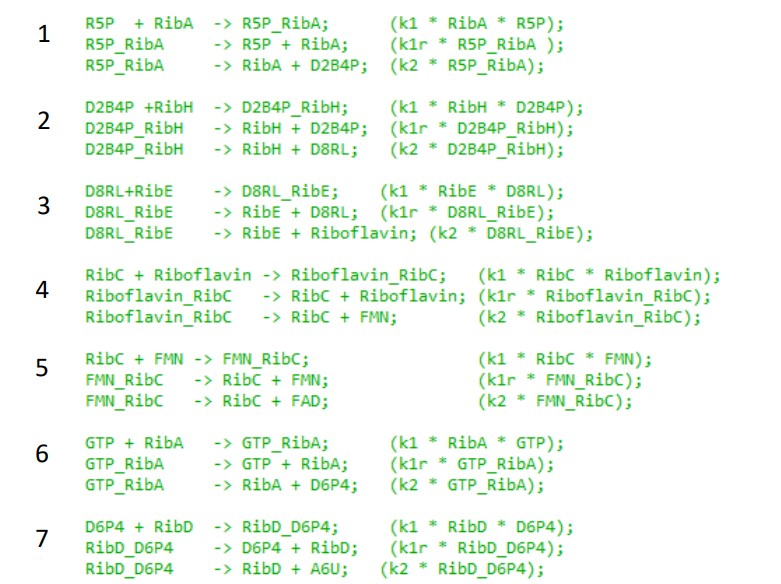 1 R5P + RibA -> R5P_RibA; (k1 * RibA * R5P);
R5P_RibA -> R5P + RibA; (k1r * R5P_RibA );
R5P_RibA -> RibA + D2B4P; (k2 * R5P_RibA);
2 D2B4P +RibH -> D2B4P_RibH; (k1 * RibH * D2B4P);
D2B4P_RibH -> RibH + D2B4P; (k1r * D2B4P_RibH);
D2B4P_RibH -> RibH + D8RL; (k2 * D2B4P_RibH);
3 D8RL+RibE -> D8RL_RibE; (k1 * RibE * D8RL);
D8RL_RibE -> RibE + D8RL; (k1r * D8RL_RibE);
D8RL_RibE -> RibE + Riboflavin; (k2 * D8RL_RibE);
4 RibC + Riboflavin -> Riboflavin_RibC; (k1 * RibC * Riboflavin);
Riboflavin_RibC -> RibC + Riboflavin; (k1r * Riboflavin_RibC);
Riboflavin_RibC -> RibC + FMN; (k2 * Riboflavin_RibC);
5 RibC + FMN -> FMN_RibC; (k1 * RibC * FMN);
FMN_RibC -> RibC + FMN; (k1r * FMN_RibC);
FMN_RibC -> RibC + FAD; (k2 * FMN_RibC);
6 GTP + RibA -> GTP_RibA; (k1 * RibA * GTP);
GTP_RibA -> GTP + RibA; (k1r * GTP_RibA);
GTP_RibA -> RibA + D6P4; (k2 * GTP_RibA);
7 D6P4 + RibD -> RibD_D6P4; (k1 * RibD * D6P4);
RibD_D6P4 -> D6P4 + RibD; (k1r * RibD_D6P4);
RibD_D6P4 -> RibD + A6U; (k2 * RibD_D6P4);